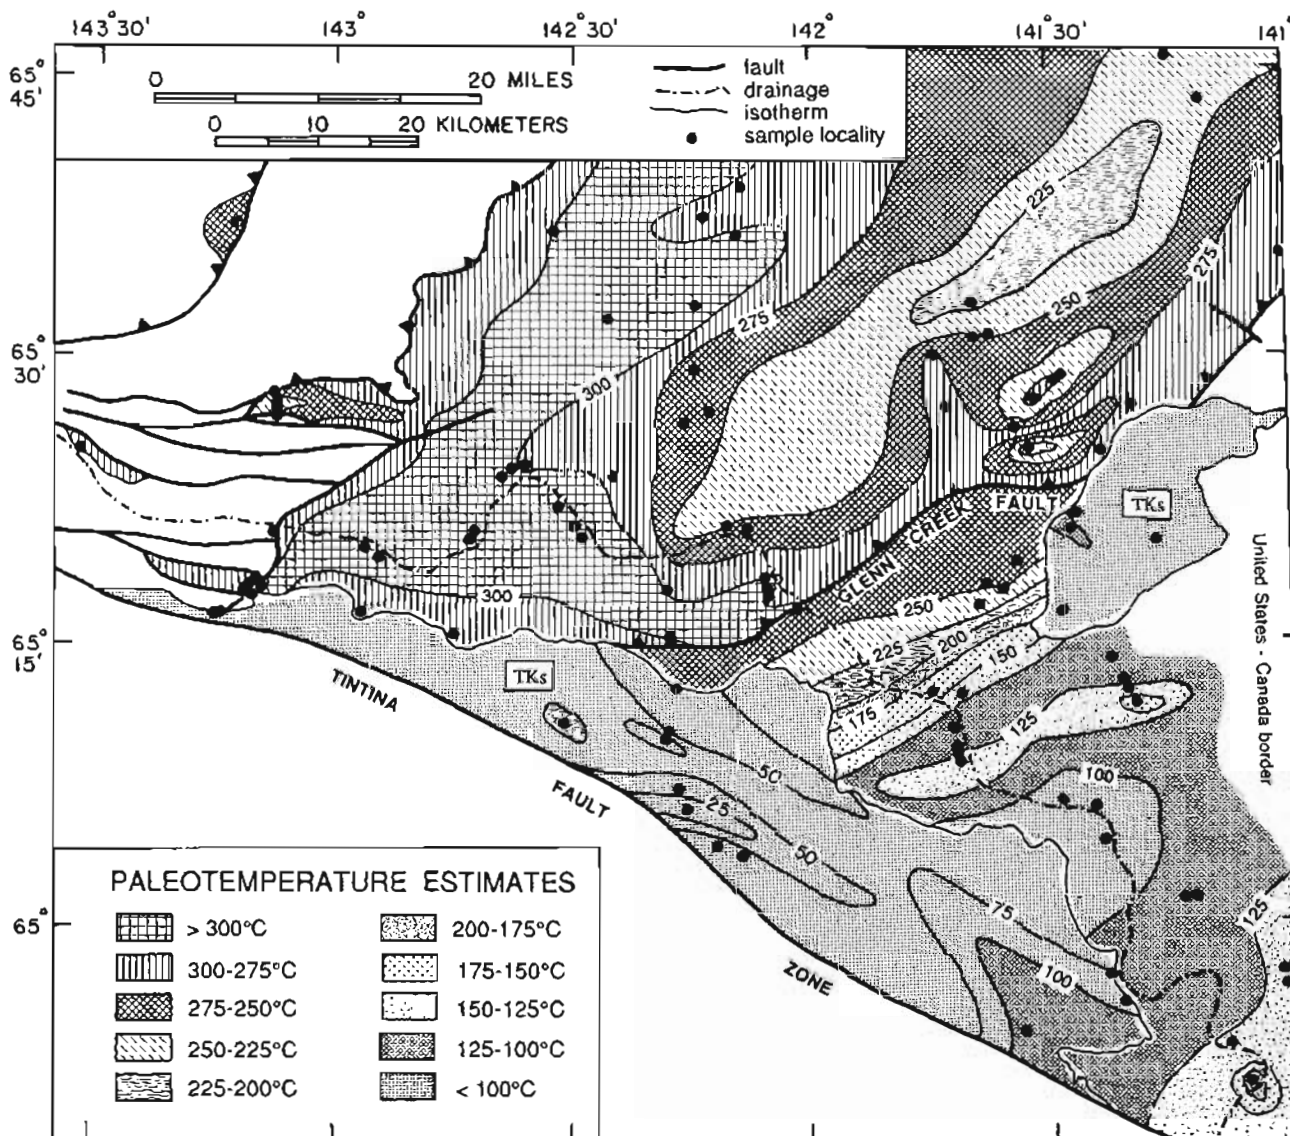 143° 30'
143°
142° 30'
142°
141° 30'
141°
65° 45'
0 20 MILES
0 10 20 KILOMETERS
fault
drainage
isotherm
sample locality
225
275
250
275
65° 30'
300
TKs
GLENN CREEK FAULT
United States - Canada border
300
250
225
200
150
175
65° 15'
TKs
TINTINA FAULT ZONE
125
50
100
25
50
75
125
100
65°
PALEOTEMPERATURE ESTIMATES
> 300°C
300-275°C
275-250°C
250-225°C
225-200°C
200-175°C
175-150°C
150-125°C
125-100°C
< 100°C